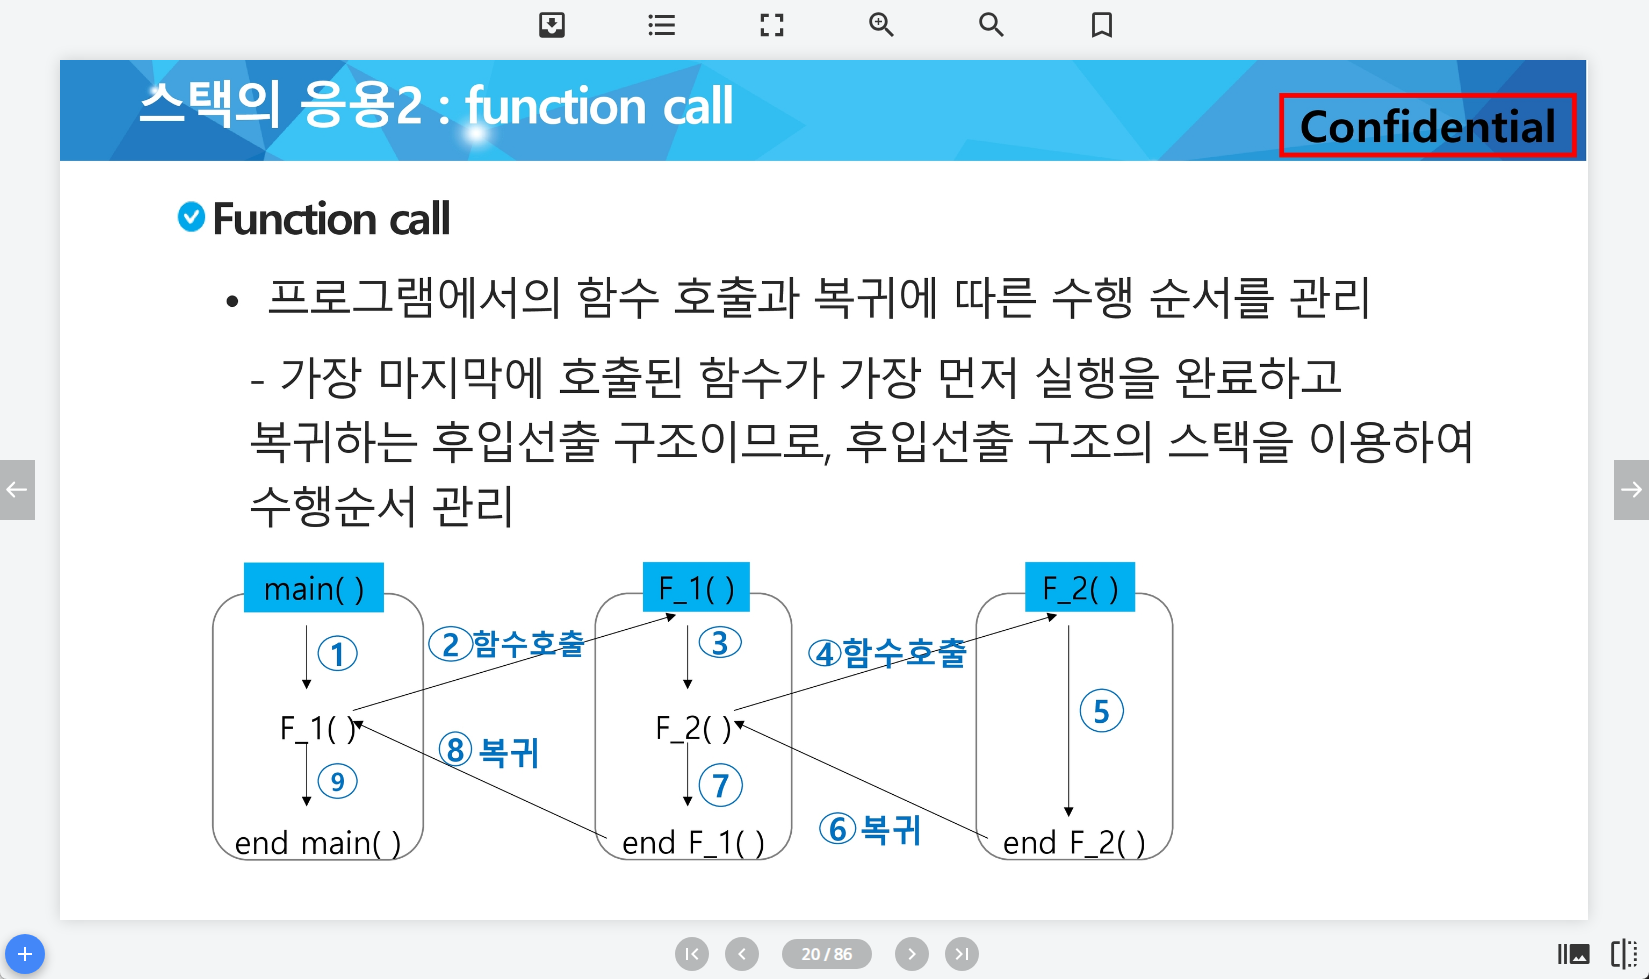 스택의 응용2 : function call
Confidential
Function call
• 프로그램에서의 함수 호출과 복귀에 따른 수행 순서를 관리
- 가장 마지막에 호출된 함수가 가장 먼저 실행을 완료하고
복귀하는 후입선출 구조이므로, 후입선출 구조의 스택을 이용하여
수행순서 관리
main( )
F_1( )
F_2( )
①
②함수호출
③
④함수호출
⑤
F_1( )
F_2( )
⑧ 복귀
⑨
⑦
⑥복귀
end main( )
end F_1( )
end F_2( )
20 / 86